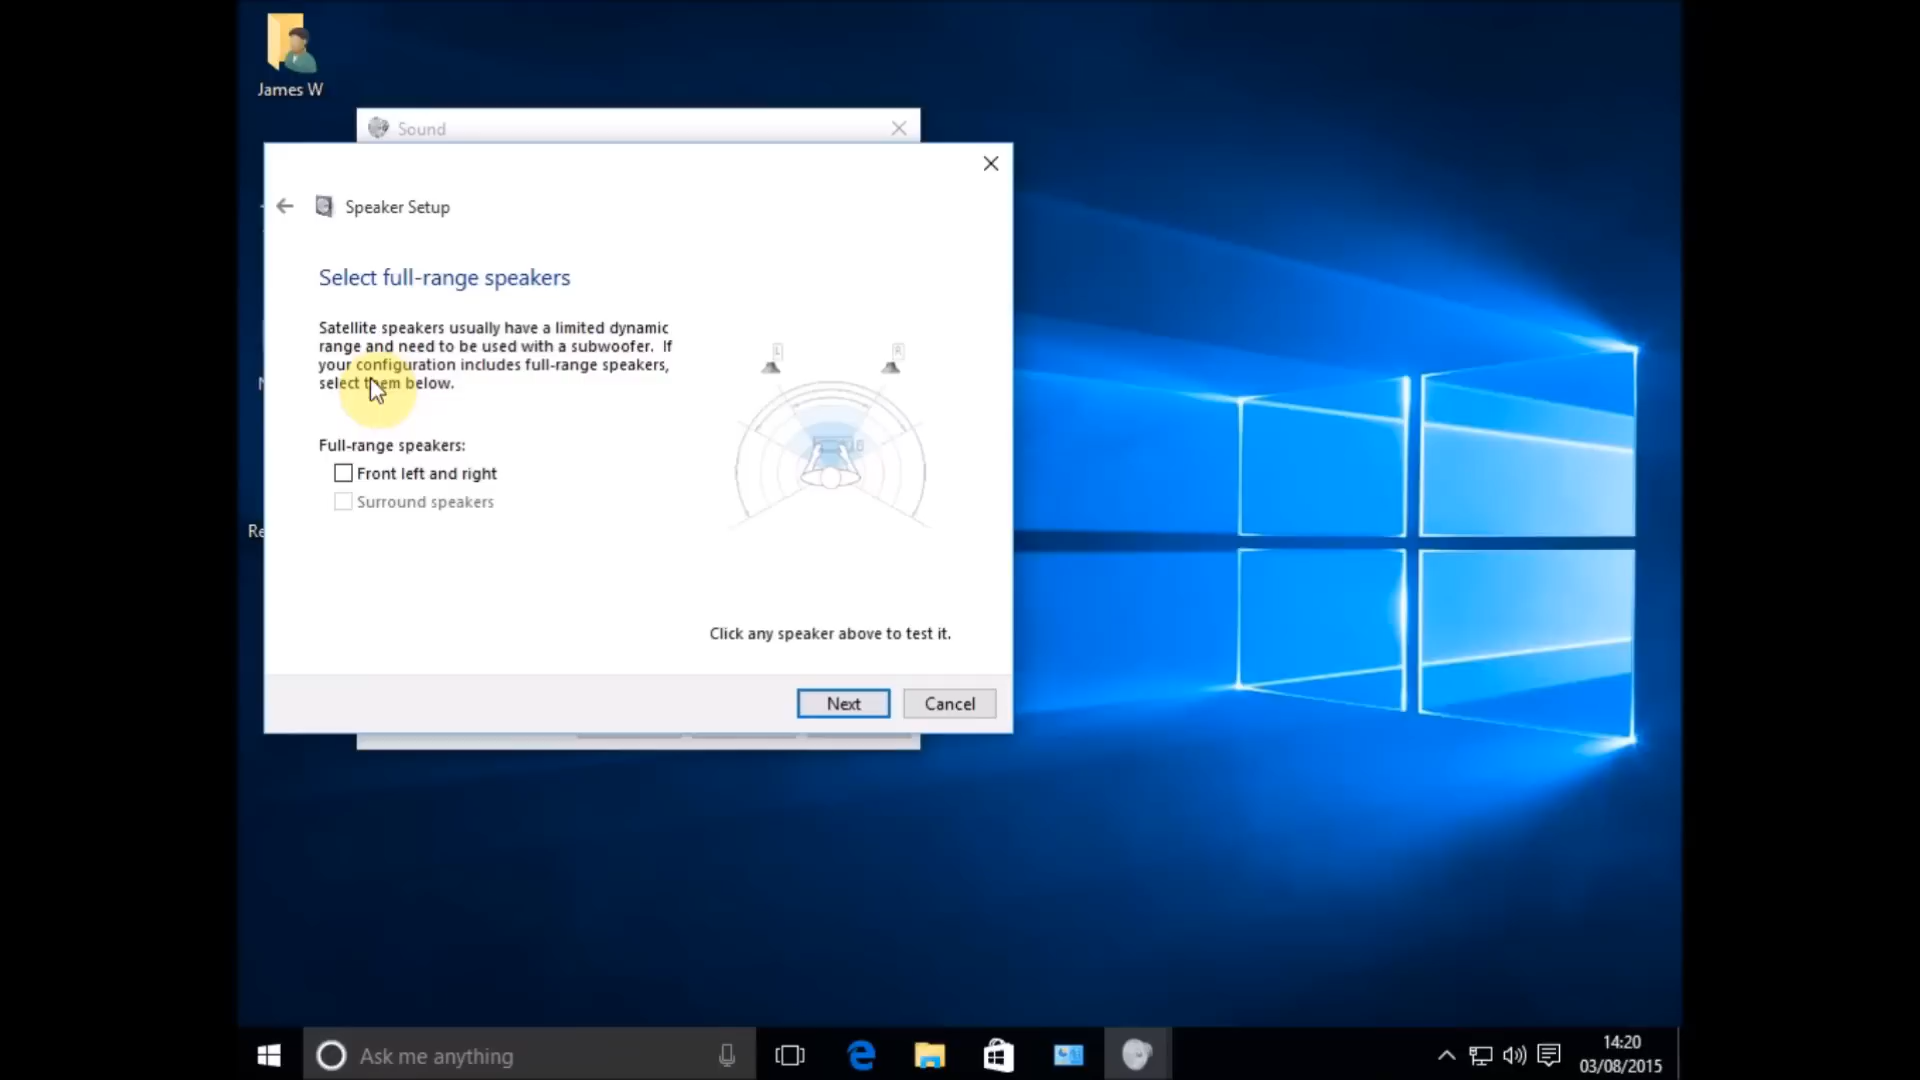 James W
Sound
Speaker Setup
Select full-range speakers
Satellite speakers usually have a limited dynamic
range and need to be used with a subwoofer. If
your configuration includes full-range speakers,
select them below.
L
R
Full-range speakers:
Front left and right
Surround speakers
Re
Click any speaker above to test it.
Next
Cancel
Ask me anything
14:20
03/08/2015